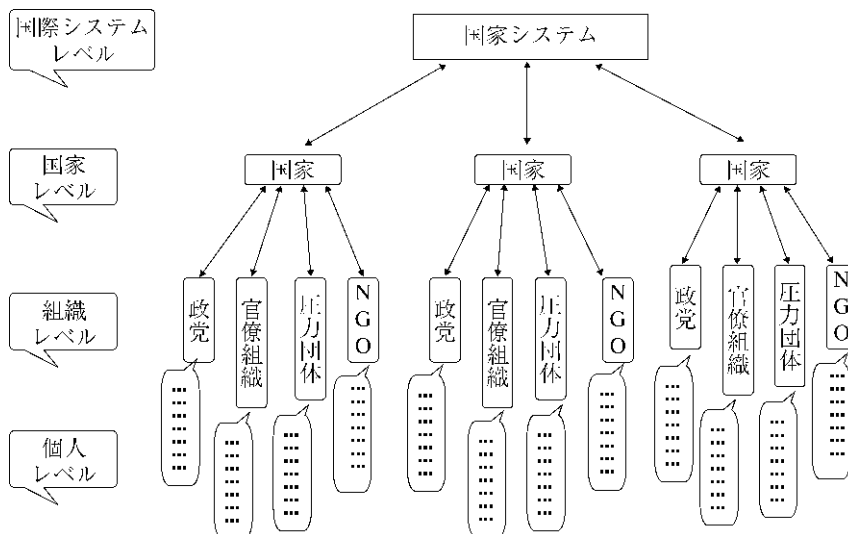 国際システム
レベル
国家システム
国家
レベル
国家
国家
国家
組織
レベル
政党
官僚組織
圧力団体
NGO
政党
官僚組織
圧力団体
NGO
政党
官僚組織
圧力団体
NGO
個人
レベル